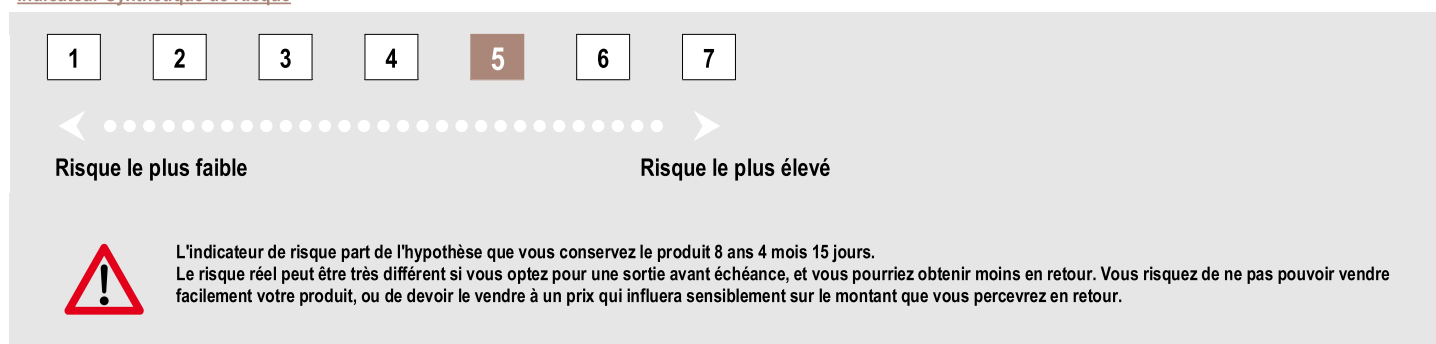 Indicateur Synthétique de Risque
1 2 3 4 5 6 7
Risque le plus faible Risque le plus élevé
L'indicateur de risque part de l'hypothèse que vous conservez le produit 8 ans 4 mois 15 jours.
Le risque réel peut être très différent si vous optez pour une sortie avant échéance, et vous pourriez obtenir moins en retour. Vous risquez de ne pas pouvoir vendre
facilement votre produit, ou de devoir le vendre à un prix qui influera sensiblement sur le montant que vous percevrez en retour.